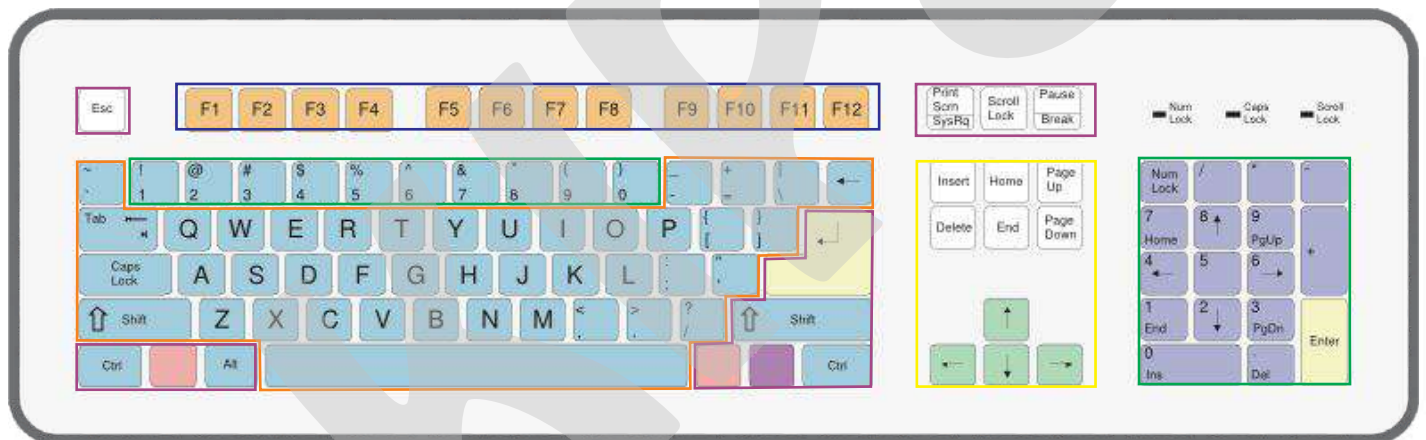 Esc F1 F2 F3 F4 F5 F6 F7 F8 F9 F10 F11 F12
Print Scrn SysRq
Scroll Lock
Pause Break
Num Lock
Caps Lock
Scroll Lock
~ `
! 1
@ 2
# 3
$ 4
% 5
^ 6
& 7
* 8
( 9
) 0
_ -
+ =
| \
←
Insert Home Page Up
Num Lock / * -
Tab Q W E R T Y U I O P { [ } ]
Delete End Page Down
7 Home
8 ↑
9 PgUp
+
Caps Lock A S D F G H J K L : ; " '
4 ←
5
6 →
⇧ Shift Z X C V B N M < , > . ? / ⇧ Shift
↑
1 End
2 ↓
3 PgDn
Enter
Ctrl Alt Ctrl
← ↓ →
0 Ins
. Del